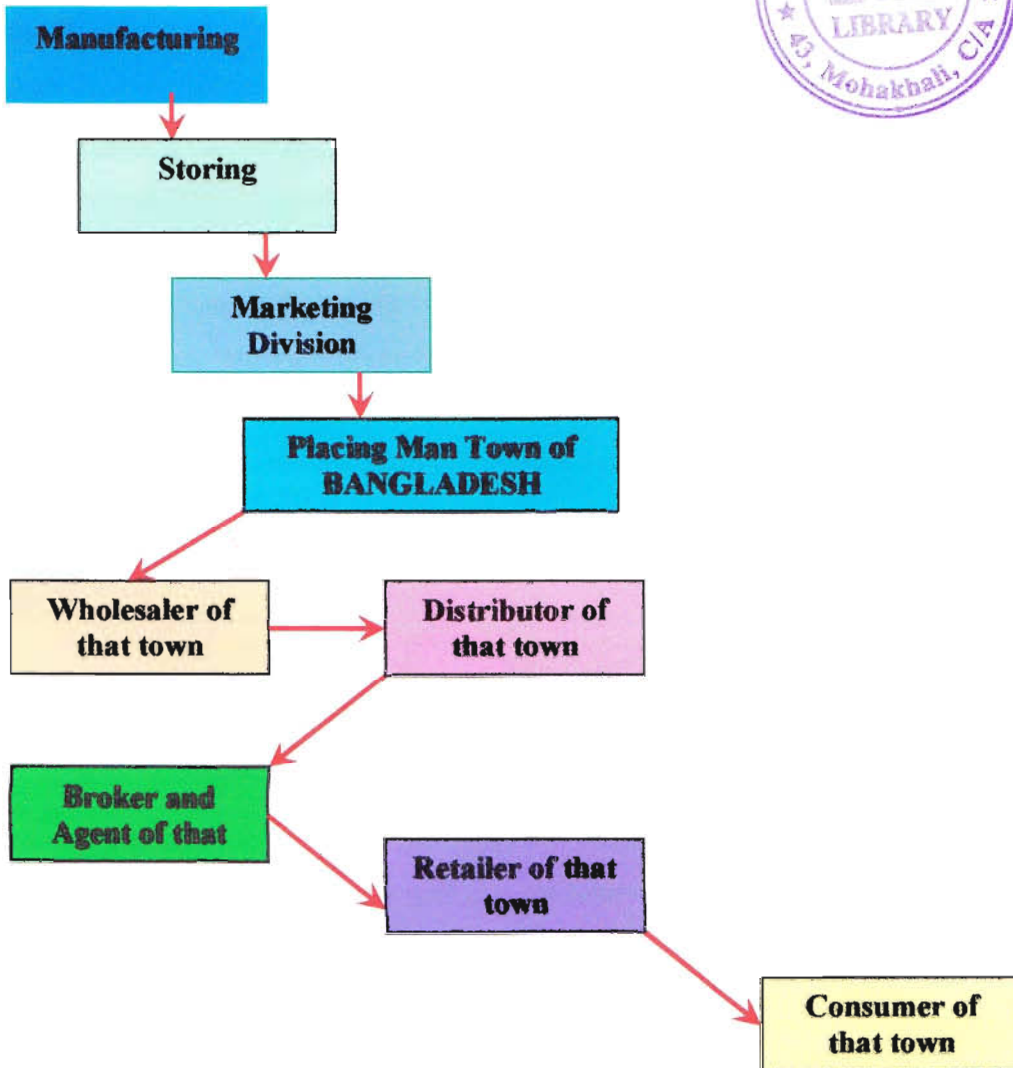 LIBRARY
43, Mohakhali, C/A
Manufacturing
Storing
Marketing
Division
Placing Man Town of
BANGLADESH
Wholesaler of
that town
Distributor of
that town
Broker and
Agent of that
Retailer of that
town
Consumer of
that town